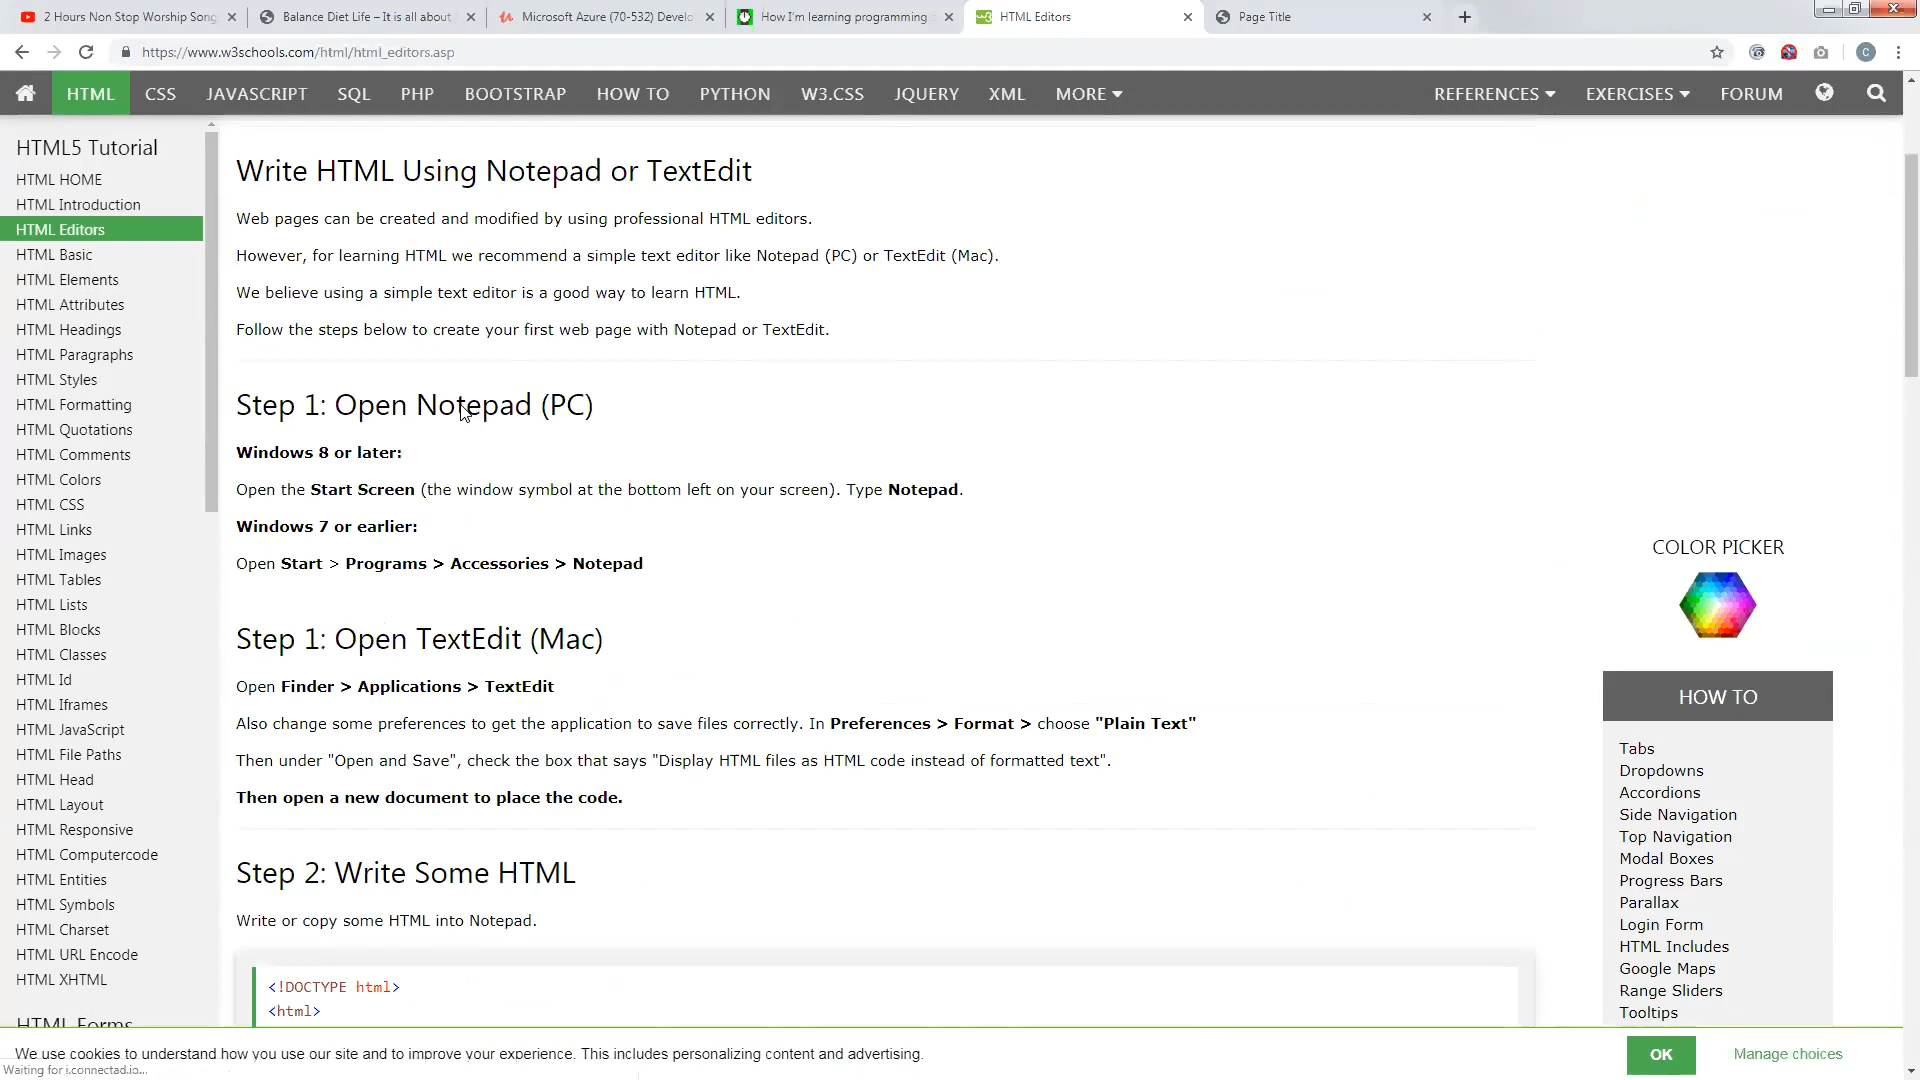 2 Hours Non Stop Worship Song
Balance Diet Life – It is all about
Microsoft Azure (70-532) Develo
How I'm learning programming
HTML Editors
Page Title
https://www.w3schools.com/html/html_editors.asp
C
HTML
CSS
JAVASCRIPT
SQL
PHP
BOOTSTRAP
HOW TO
PYTHON
W3.CSS
JQUERY
XML
MORE
REFERENCES
EXERCISES
FORUM
HTML5 Tutorial
HTML HOME
HTML Introduction
HTML Editors
HTML Basic
HTML Elements
HTML Attributes
HTML Headings
HTML Paragraphs
HTML Styles
HTML Formatting
HTML Quotations
HTML Comments
HTML Colors
HTML CSS
HTML Links
HTML Images
HTML Tables
HTML Lists
HTML Blocks
HTML Classes
HTML Id
HTML Iframes
HTML JavaScript
HTML File Paths
HTML Head
HTML Layout
HTML Responsive
HTML Computercode
HTML Entities
HTML Symbols
HTML Charset
HTML URL Encode
HTML XHTML
HTML Forms
Write HTML Using Notepad or TextEdit
Web pages can be created and modified by using professional HTML editors.
However, for learning HTML we recommend a simple text editor like Notepad (PC) or TextEdit (Mac).
We believe using a simple text editor is a good way to learn HTML.
Follow the steps below to create your first web page with Notepad or TextEdit.
Step 1: Open Notepad (PC)
Windows 8 or later:
Open the Start Screen (the window symbol at the bottom left on your screen). Type Notepad.
Windows 7 or earlier:
Open Start > Programs > Accessories > Notepad
Step 1: Open TextEdit (Mac)
Open Finder > Applications > TextEdit
Also change some preferences to get the application to save files correctly. In Preferences > Format > choose "Plain Text"
Then under "Open and Save", check the box that says "Display HTML files as HTML code instead of formatted text".
Then open a new document to place the code.
Step 2: Write Some HTML
Write or copy some HTML into Notepad.
<!DOCTYPE html>
<html>
COLOR PICKER
HOW TO
Tabs
Dropdowns
Accordions
Side Navigation
Top Navigation
Modal Boxes
Progress Bars
Parallax
Login Form
HTML Includes
Google Maps
Range Sliders
Tooltips
We use cookies to understand how you use our site and to improve your experience. This includes personalizing content and advertising.
OK
Manage choices
Waiting for i.connectad.io...